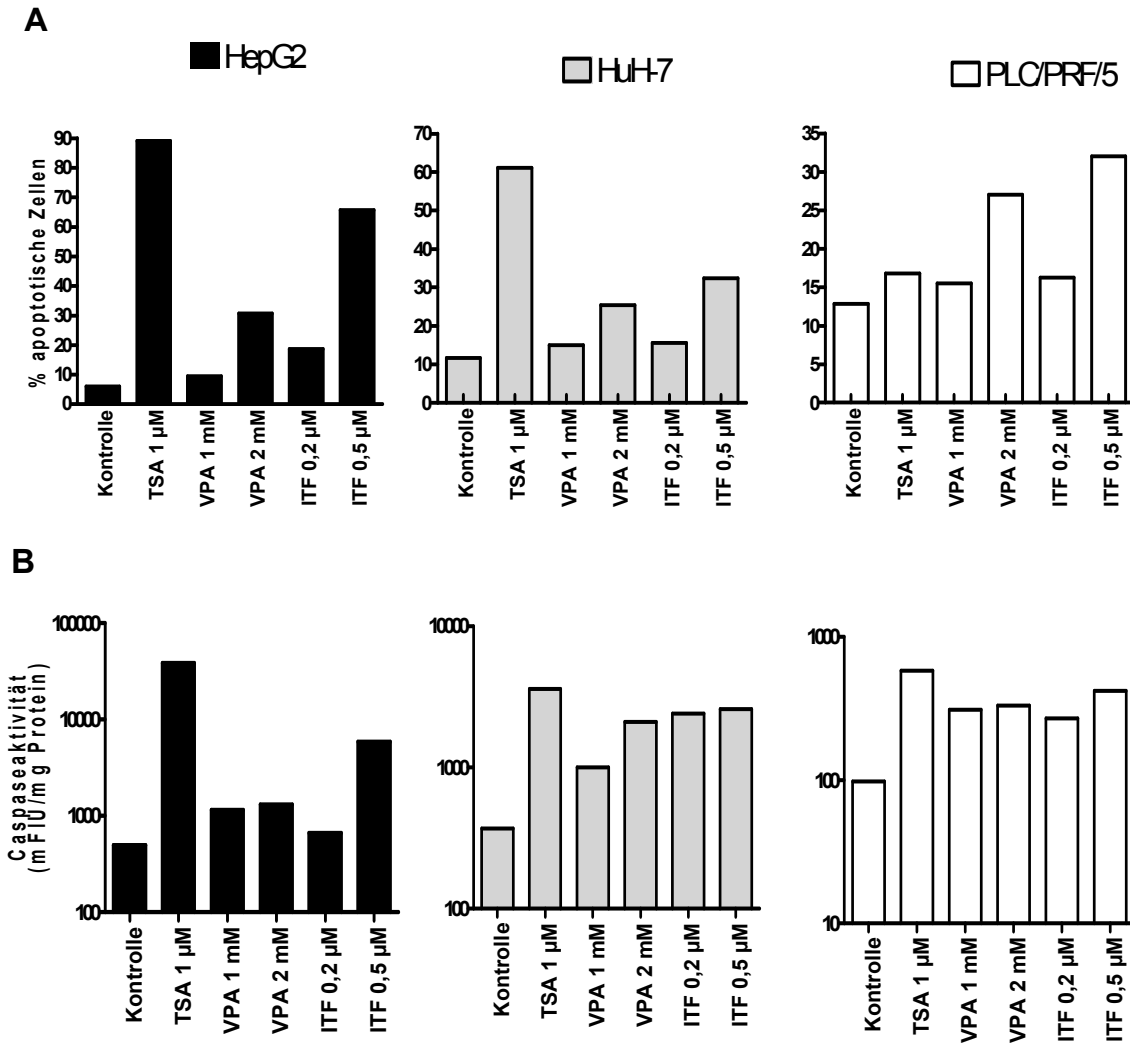 A
HepG2
HuH-7
PLC/PRF/5
% apoptotische Zellen
90
80
70
60
50
40
30
20
10
0
Kontrolle
TSA 1 µM
VPA 1 mM
VPA 2 mM
ITF 0,2 µM
ITF 0,5 µM
70
60
50
40
30
20
10
0
Kontrolle
TSA 1 µM
VPA 1 mM
VPA 2 mM
ITF 0,2 µM
ITF 0,5 µM
35
30
25
20
15
10
5
0
Kontrolle
TSA 1 µM
VPA 1 mM
VPA 2 mM
ITF 0,2 µM
ITF 0,5 µM
B
Caspaseaktivität
(mFIU/mg Protein)
100000
10000
1000
100
Kontrolle
TSA 1 µM
VPA 1 mM
VPA 2 mM
ITF 0,2 µM
ITF 0,5 µM
10000
1000
100
Kontrolle
TSA 1 µM
VPA 1 mM
VPA 2 mM
ITF 0,2 µM
ITF 0,5 µM
1000
100
10
Kontrolle
TSA 1 µM
VPA 1 mM
VPA 2 mM
ITF 0,2 µM
ITF 0,5 µM